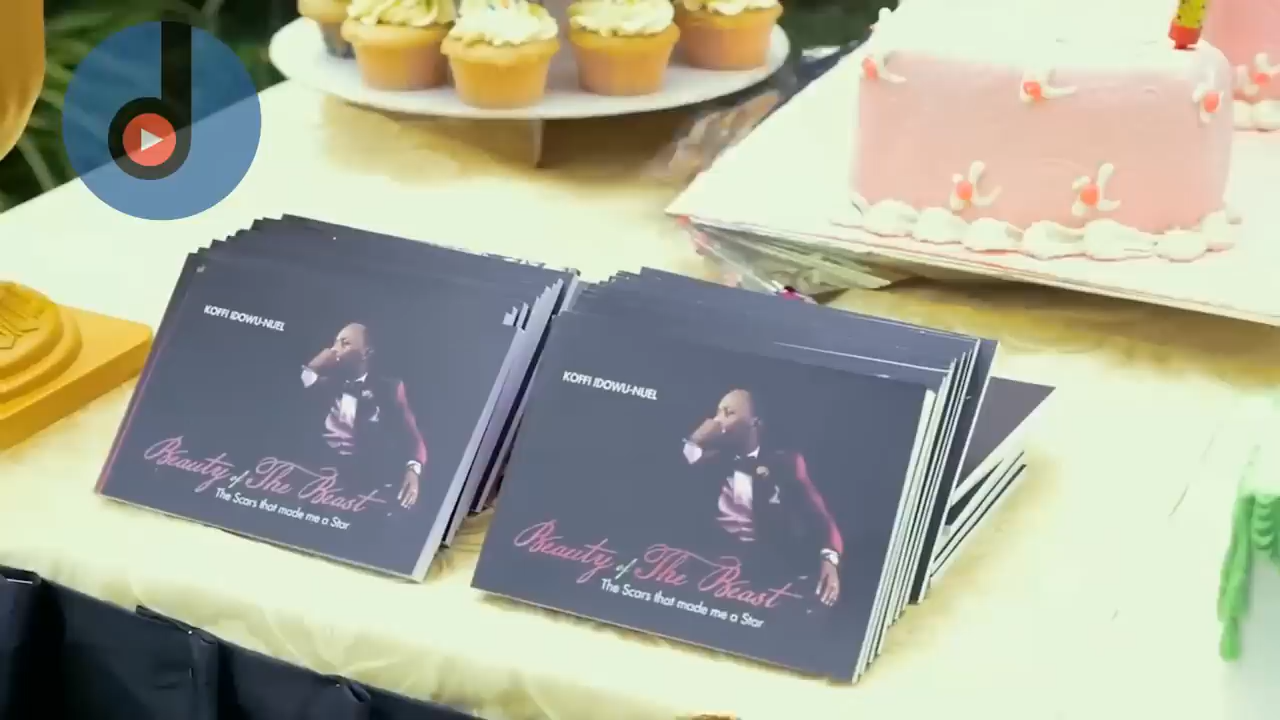 KOFFI IDOWU-NUEL
Beauty of The Beast
The Scars that made me a Star
KOFFI IDOWU-NUEL
Beauty of The Beast
The Scars that made me a Star